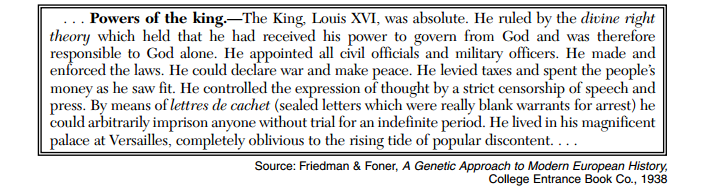 . . . Powers of the king.—The King, Louis XVI, was absolute. He ruled by the divine right
theory which held that he had received his power to govern from God and was therefore
responsible to God alone. He appointed all civil officials and military officers. He made and
enforced the laws. He could declare war and make peace. He levied taxes and spent the people’s
money as he saw fit. He controlled the expression of thought by a strict censorship of speech and
press. By means of lettres de cachet (sealed letters which were really blank warrants for arrest) he
could arbitrarily imprison anyone without trial for an indefinite period. He lived in his magnificent
palace at Versailles, completely oblivious to the rising tide of popular discontent. . . .
Source: Friedman & Foner, A Genetic Approach to Modern European History,
College Entrance Book Co., 1938